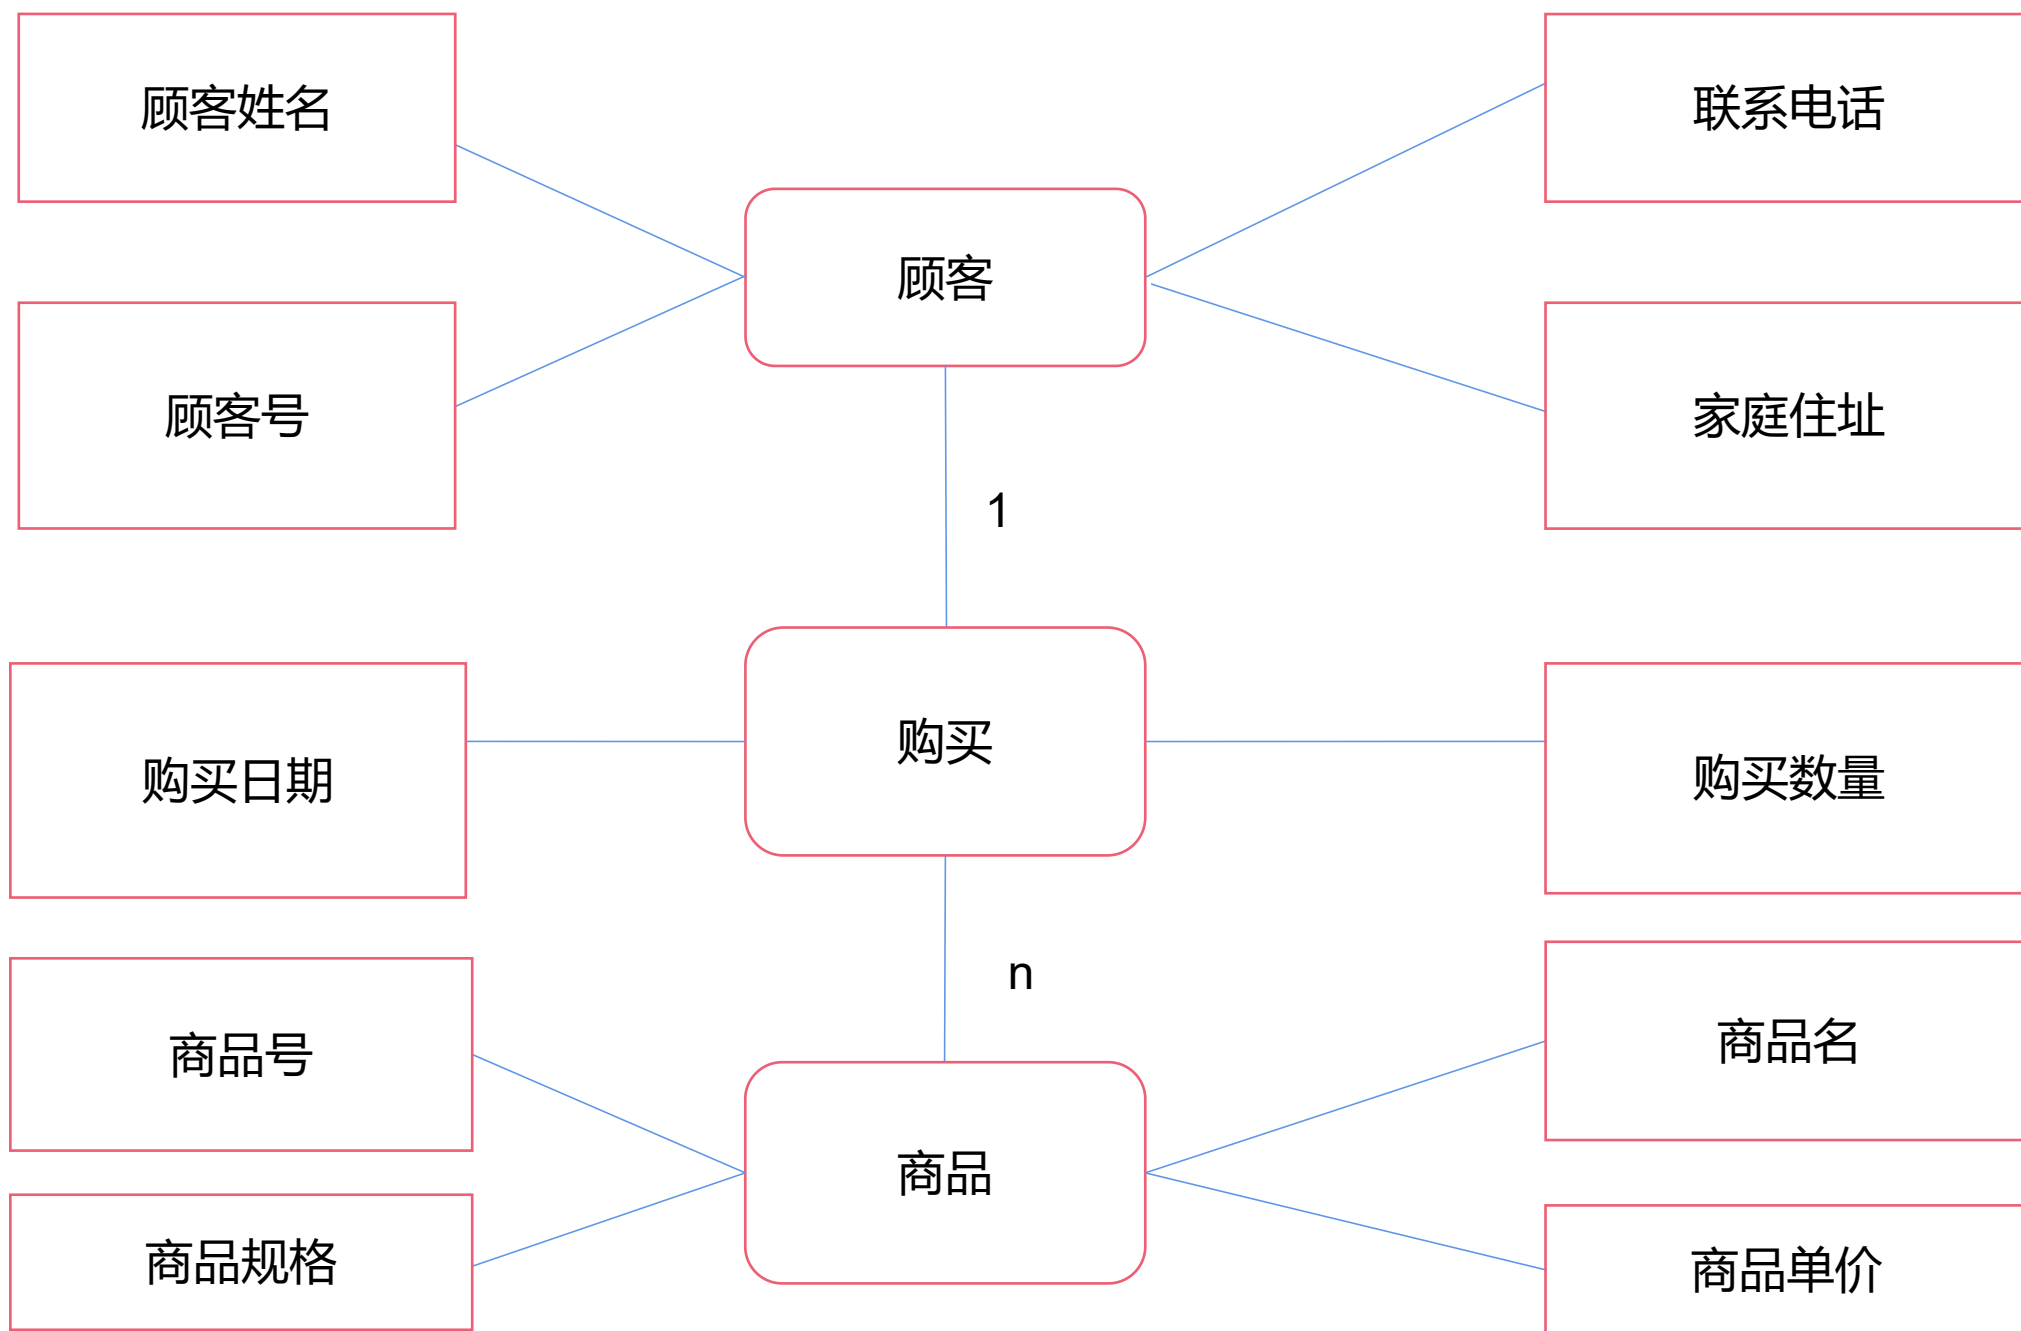 顾客姓名
联系电话
顾客
顾客号
家庭住址
1
购买
购买日期
购买数量
n
商品号
商品名
商品
商品规格
商品单价